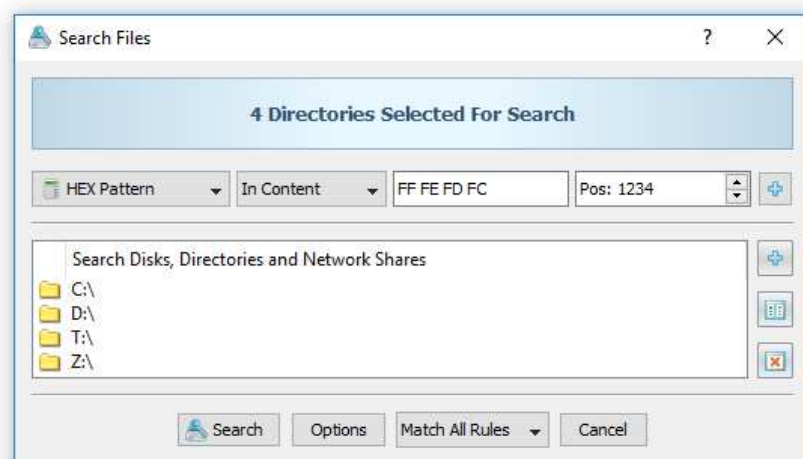 Search Files ?
4 Directories Selected For Search
HEX Pattern In Content FF FE FD FC Pos: 1234
Search Disks, Directories and Network Shares
C:\
D:\
T:\
Z:\
Search Options Match All Rules Cancel